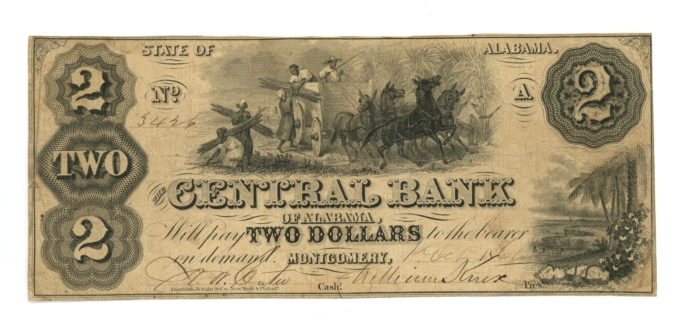 STATE OF ALABAMA.
2 No A 2
3426
TWO
THE CENTRAL BANK
OF ALABAMA,
2
Will pay TWO DOLLARS to the bearer
on demand. MONTGOMERY,
William Knox
Cash! Pres.